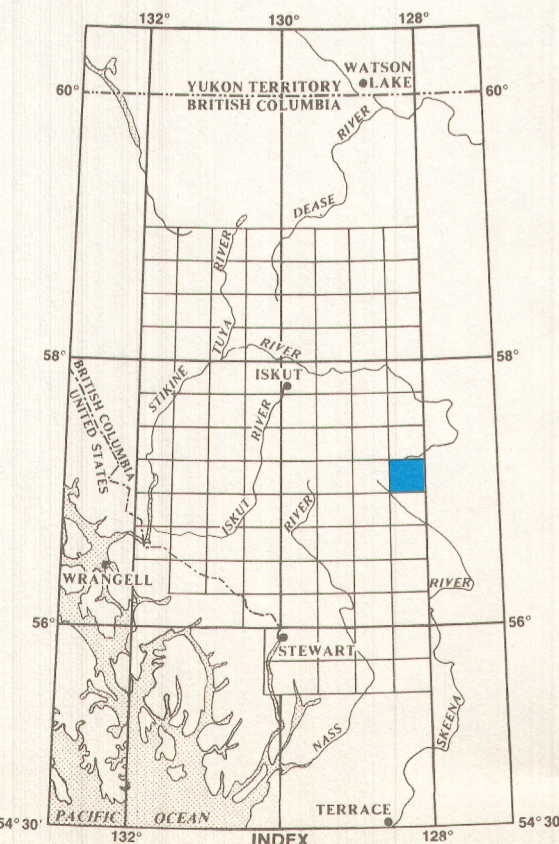 132° 130° 128°
WATSON
LAKE
60° YUKON TERRITORY 60°
BRITISH COLUMBIA
RIVER
DEASE
RIVER
TUYA
58° RIVER 58°
ISKUT
STIKINE
BRITISH COLUMBIA
UNITED STATES
RIVER
ISKUT
RIVER
WRANGELL
RIVER
56° 56°
STEWART
SKEENA
NASS
TERRACE
54°30' PACIFIC OCEAN 54°30
132° INDEX 128°